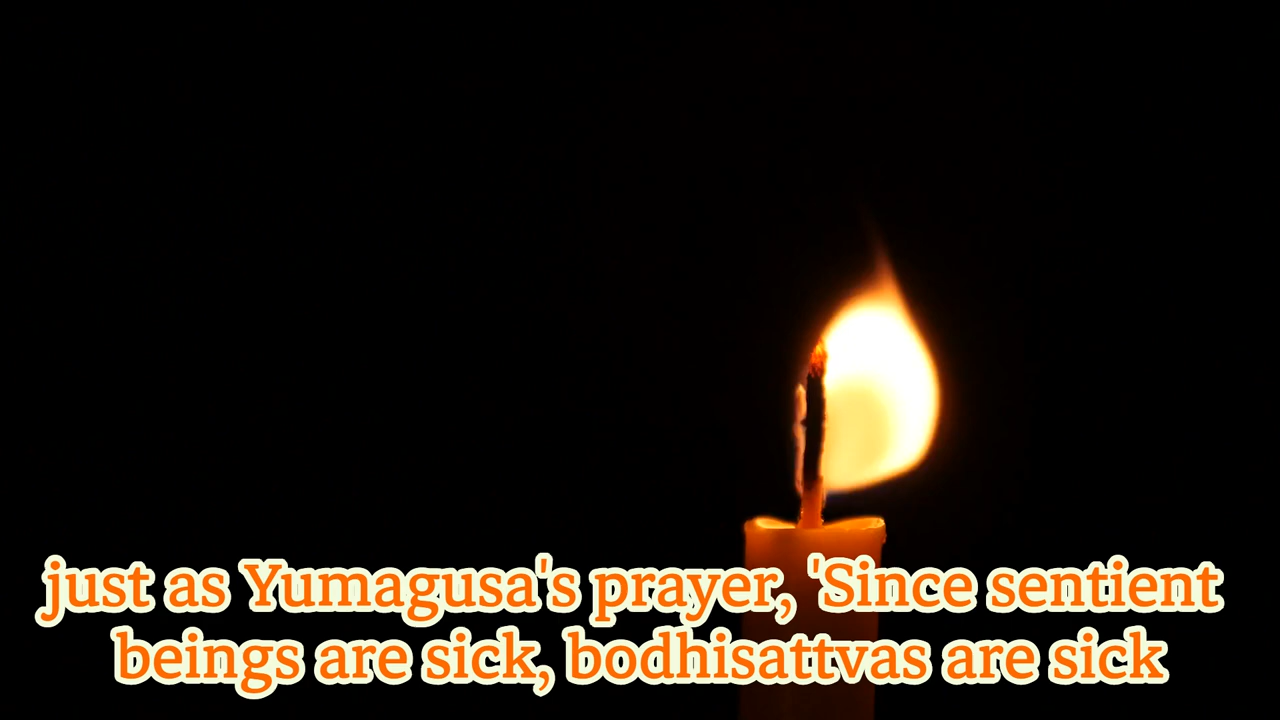 just as Yumagusa's prayer, 'Since sentient
beings are sick, bodhisattvas are sick